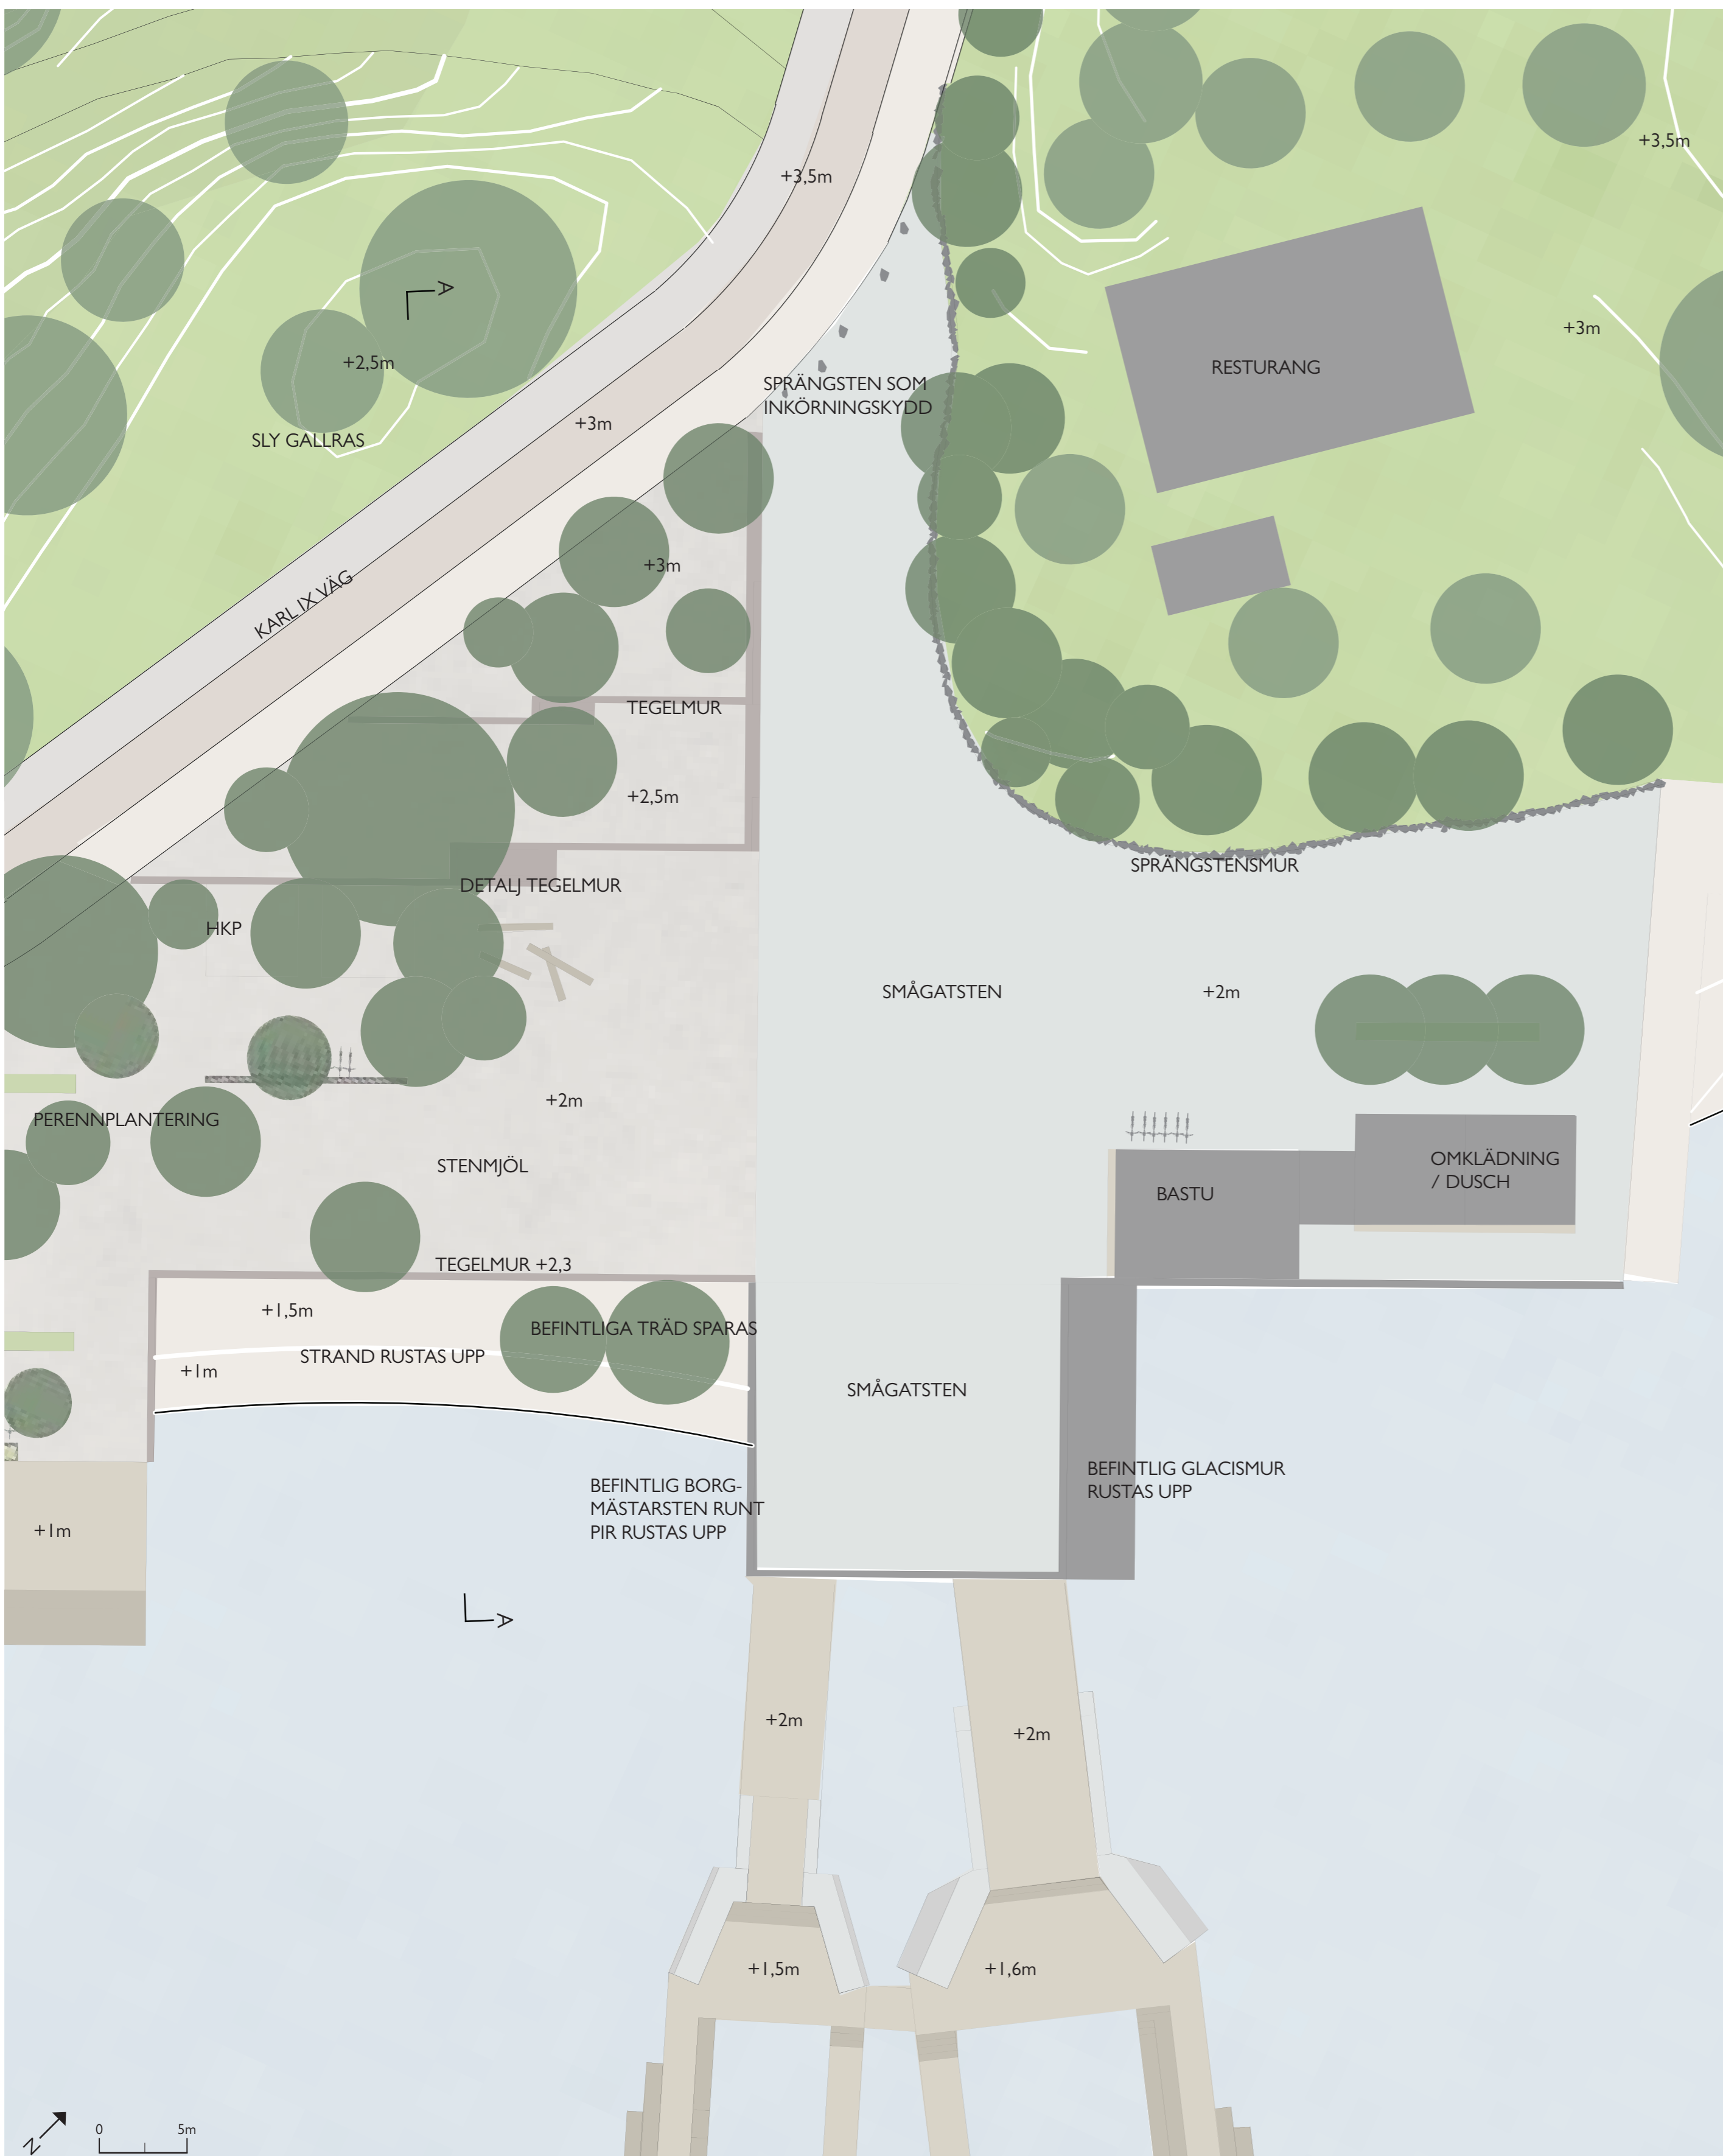 +3,5m
+3,5m
A
+3m
+2,5m
RESTURANG
SPRÄNGSTEN SOM
INKÖRNINGSKYDD
+3m
SLY GALLRAS
+3m
KARL IX VÄG
TEGELMUR
+2,5m
SPRÄNGSTENSMUR
DETALJ TEGELMUR
HKP
SMÅGATSTEN
+2m
+2m
PERENNPLANTERING
STENMJÖL
OMKLÄDNING
/ DUSCH
BASTU
TEGELMUR +2,3
+1,5m
BEFINTLIGA TRÄD SPARAS
STRAND RUSTAS UPP
+1m
SMÅGATSTEN
BEFINTLIG GLACISMUR
RUSTAS UPP
BEFINTLIG BORG-
MÄSTARSTEN RUNT
PIR RUSTAS UPP
+1m
A
+2m
+2m
+1,5m
+1,6m
N
0 5m